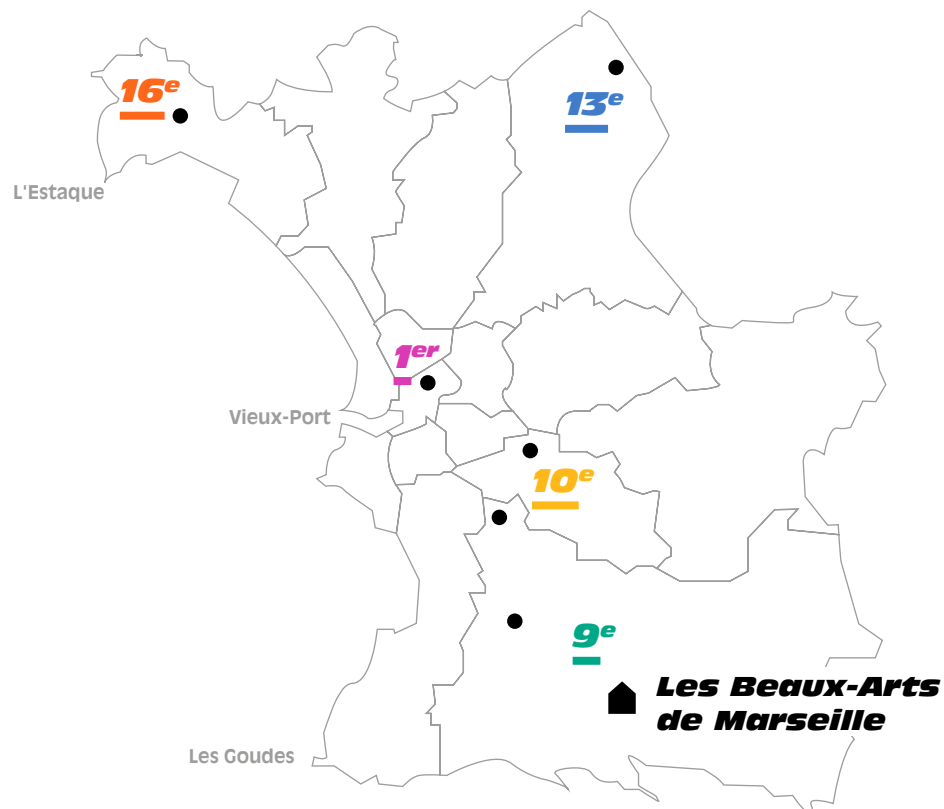 16e
13e
L'Estaque
1er
Vieux-Port
10e
9e
Les Beaux-Arts
de Marseille
Les Goudes